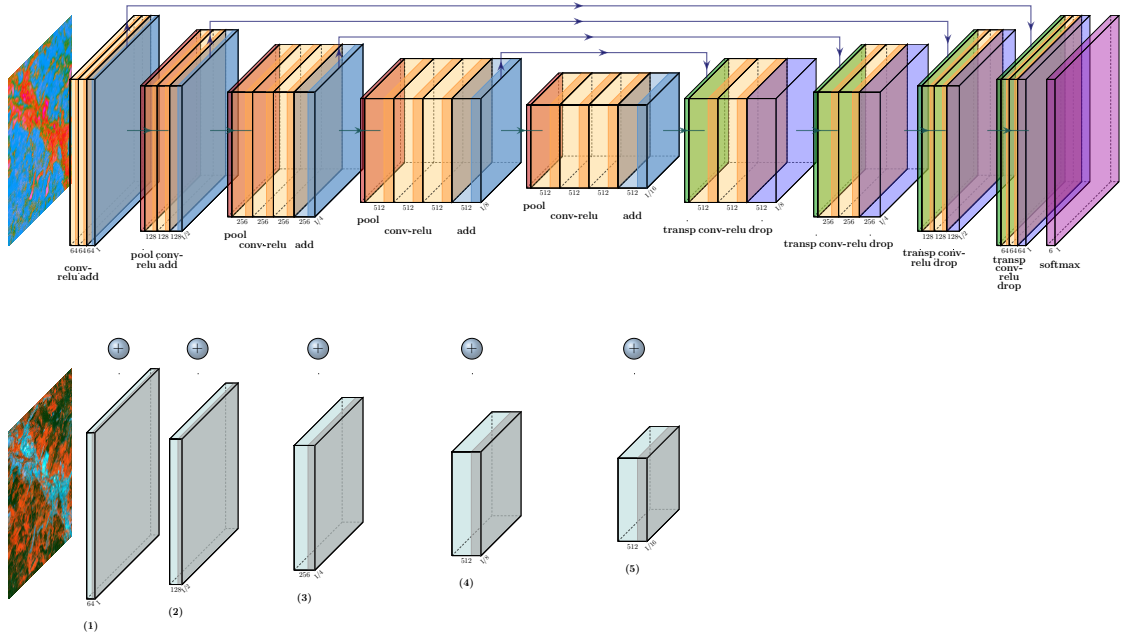 64 64 64 1
conv-
relu add
128 128 128 1/2
pool conv-
relu add
256 256 256 256 1/4
pool
conv-relu add
512 512 512 512 1/8
pool
conv-relu add
512 512 512 512 1/16
pool
conv-relu add
512 512 512 1/8
transp conv-relu drop
256 256 256 1/4
transp conv-relu drop
128 128 128 1/2
transp conv-
relu drop
64 64 64 1
transp
conv-
relu
drop
6 1
softmax
+ + + + +
64 1
(1)
128 1/2
(2)
256 1/4
(3)
512 1/8
(4)
512 1/16
(5)